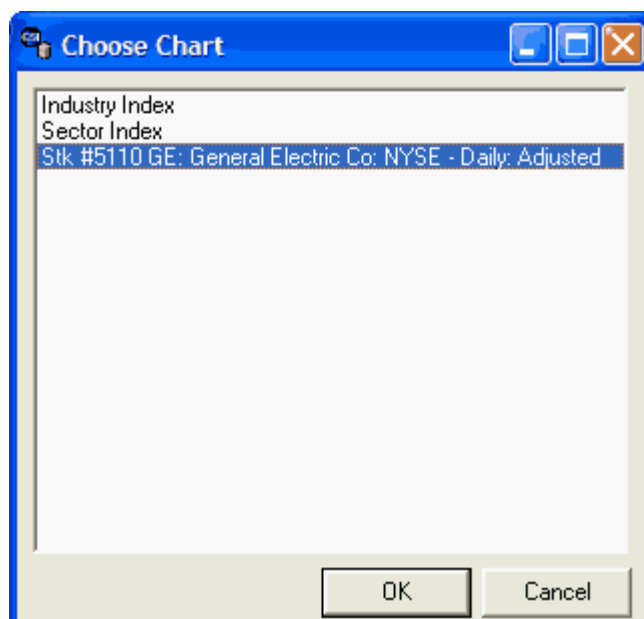 Choose Chart
Industry Index
Sector Index
Stk #5110 GE: General Electric Co: NYSE - Daily: Adjusted
OK
Cancel